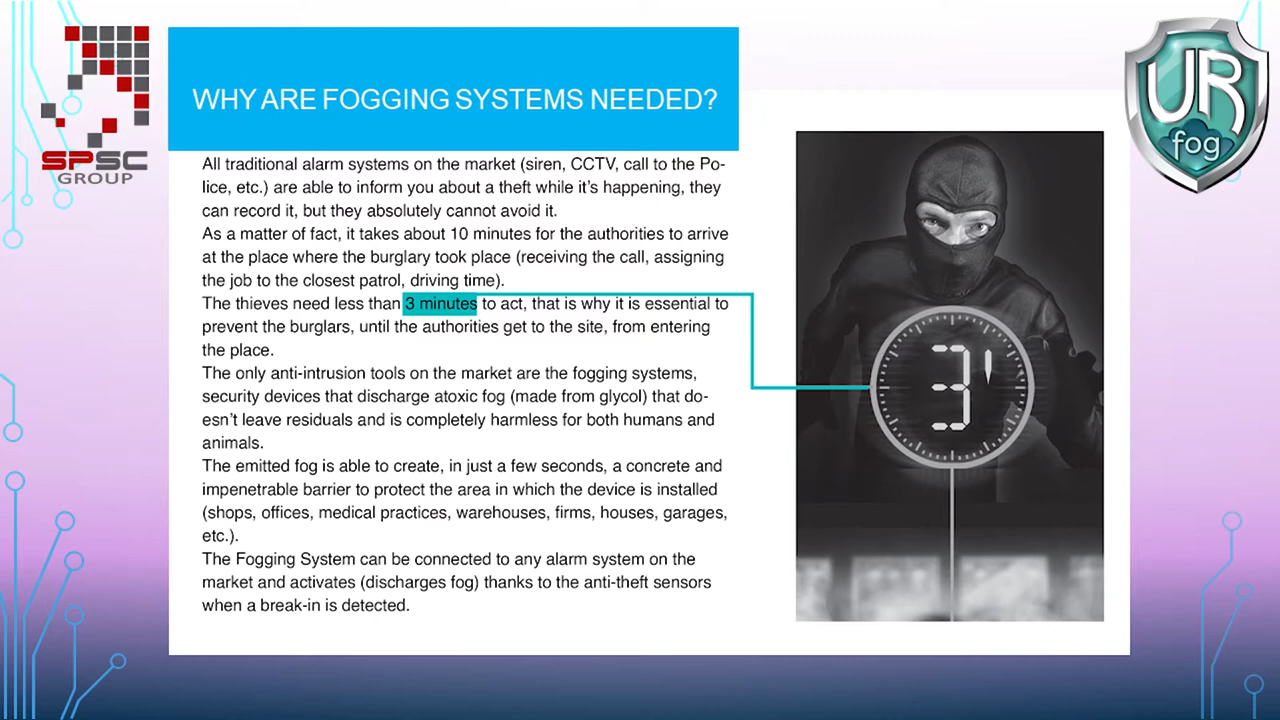 SPSC
GROUP
WHY ARE FOGGING SYSTEMS NEEDED?
UR
fog
All traditional alarm systems on the market (siren, CCTV, call to the Po-
lice, etc.) are able to inform you about a theft while it's happening, they
can record it, but they absolutely cannot avoid it.
As a matter of fact, it takes about 10 minutes for the authorities to arrive
at the place where the burglary took place (receiving the call, assigning
the job to the closest patrol, driving time).
The thieves need less than 3 minutes to act, that is why it is essential to
prevent the burglars, until the authorities get to the site, from entering
the place.
The only anti-intrusion tools on the market are the fogging systems,
security devices that discharge atoxic fog (made from glycol) that do-
esn't leave residuals and is completely harmless for both humans and
animals.
The emitted fog is able to create, in just a few seconds, a concrete and
impenetrable barrier to protect the area in which the device is installed
(shops, offices, medical practices, warehouses, firms, houses, garages,
etc.).
The Fogging System can be connected to any alarm system on the
market and activates (discharges fog) thanks to the anti-theft sensors
when a break-in is detected.
3'